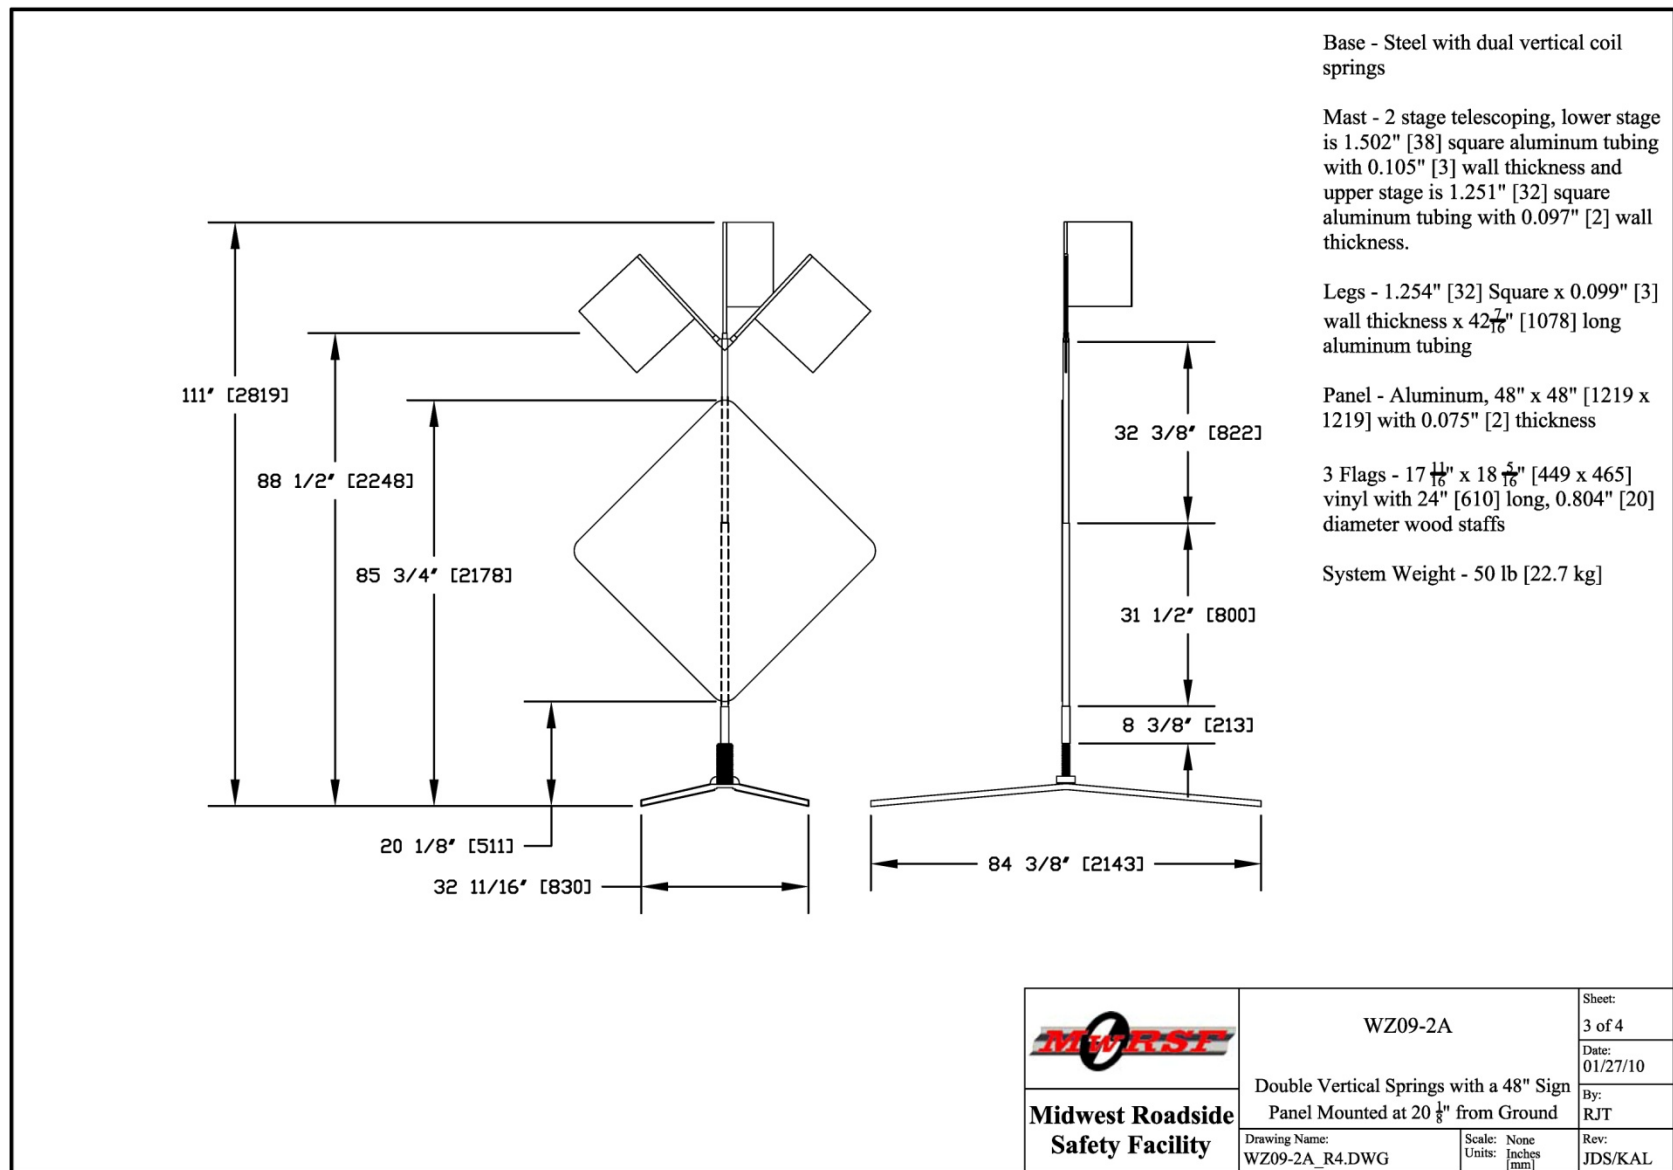 Base - Steel with dual vertical coil
springs
Mast - 2 stage telescoping, lower stage
is 1.502" [38] square aluminum tubing
with 0.105" [3] wall thickness and
upper stage is 1.251" [32] square
aluminum tubing with 0.097" [2] wall
thickness.
Legs - 1.254" [32] Square x 0.099" [3]
wall thickness x 42 7/16" [1078] long
aluminum tubing
Panel - Aluminum, 48" x 48" [1219 x
1219] with 0.075" [2] thickness
3 Flags - 17 11/16" x 18 5/16" [449 x 465]
vinyl with 24" [610] long, 0.804" [20]
diameter wood staffs
System Weight - 50 lb [22.7 kg]
111" [2819]
88 1/2" [2248]
85 3/4" [2178]
20 1/8" [511]
32 11/16" [830]
32 3/8" [822]
31 1/2" [800]
8 3/8" [213]
84 3/8" [2143]
MwRSF
Midwest Roadside
Safety Facility
WZ09-2A
Double Vertical Springs with a 48" Sign
Panel Mounted at 20 1/8" from Ground
Drawing Name:
WZ09-2A_R4.DWG
Scale: None
Units: Inches
[mm]
Sheet:
3 of 4
Date:
01/27/10
By:
RJT
Rev:
JDS/KAL